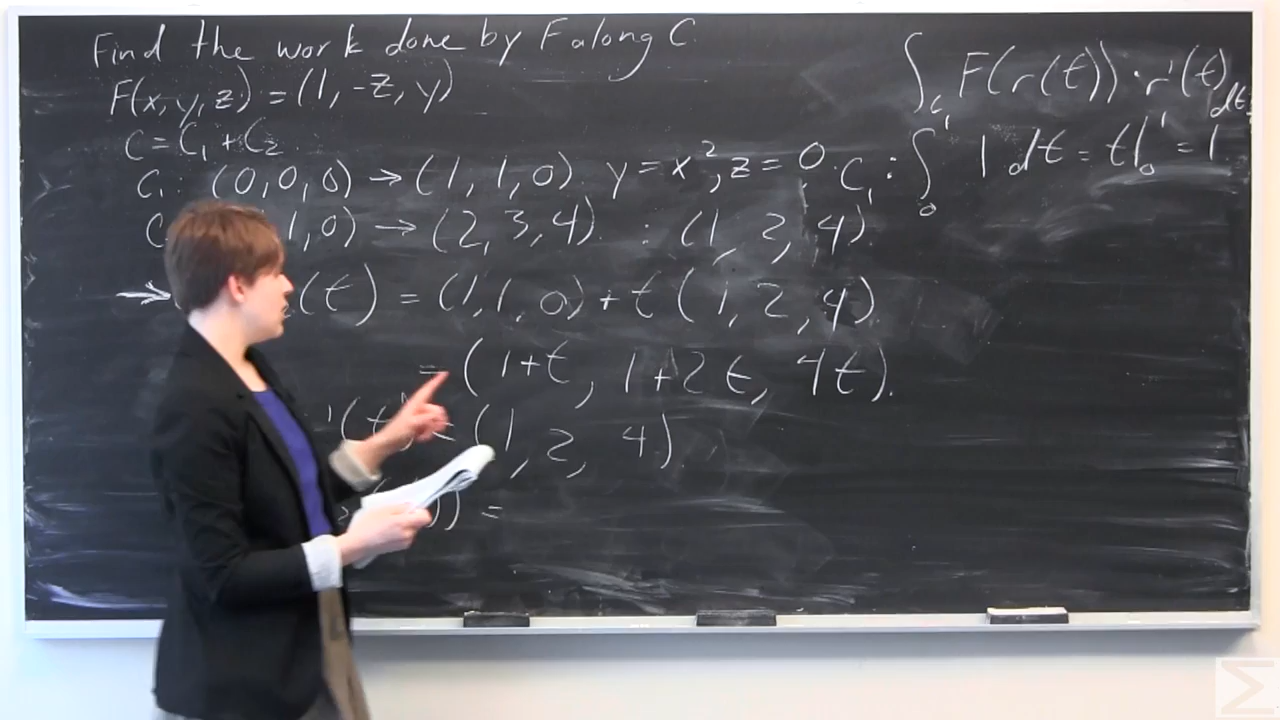 Find the work done by F along C.
F(x,y,z) = (1, -z, y)
C = C₁ + C₂.
C₁: (0,0,0) → (1,1,0). y = x², z = 0.
C 1,0) → (2,3,4). : (1,2,4).
(t) = (1,1,0) + t(1,2,4).
= (1+t, 1+2t, 4t).
'(t) = (1, 2, 4).
)) =
∫_C₁ F(r(t)) · r'(t) dt =
C₁: ∫₀¹ 1 dt = t|₀¹ = 1.
Σ